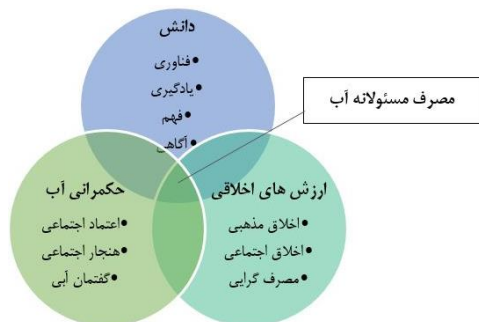 دانش
•فناوری
•یادگیری
•فهم
•آگاهی
مصرف مسئولانه آب
حکمرانی آب
•اعتماد اجتماعی
•هنجار اجتماعی
•گفتمان آبی
ارزش های اخلاقی
•اخلاق مذهبی
•اخلاق اجتماعی
•مصرف گرایی